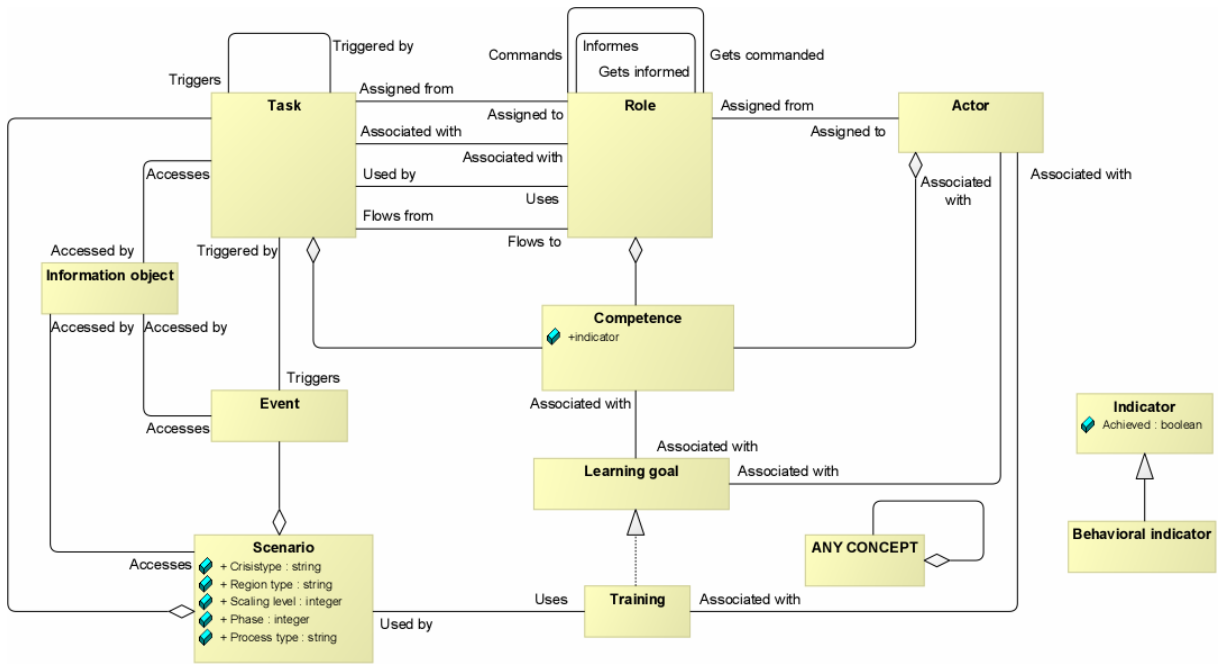 Commands
Informes
Gets commanded
Triggered by
Gets informed
Triggers
Task
Assigned from
Assigned to
Role
Assigned from
Assigned to
Actor
Associated with
Associated with
Accesses
Used by
Uses
Associated
with
Associated with
Flows from
Flows to
Accessed by
Triggered by
Information object
Accessed by
Accessed by
Competence
+indicator
Triggers
Event
Accesses
Associated with
Associated with
Learning goal
Associated with
Indicator
Achieved : boolean
Behavioral indicator
ANY CONCEPT
Accesses
Scenario
+ Crisistype : string
+ Region type : string
+ Scaling level : integer
+ Phase : integer
+ Process type : string
Used by
Uses
Training
Associated with